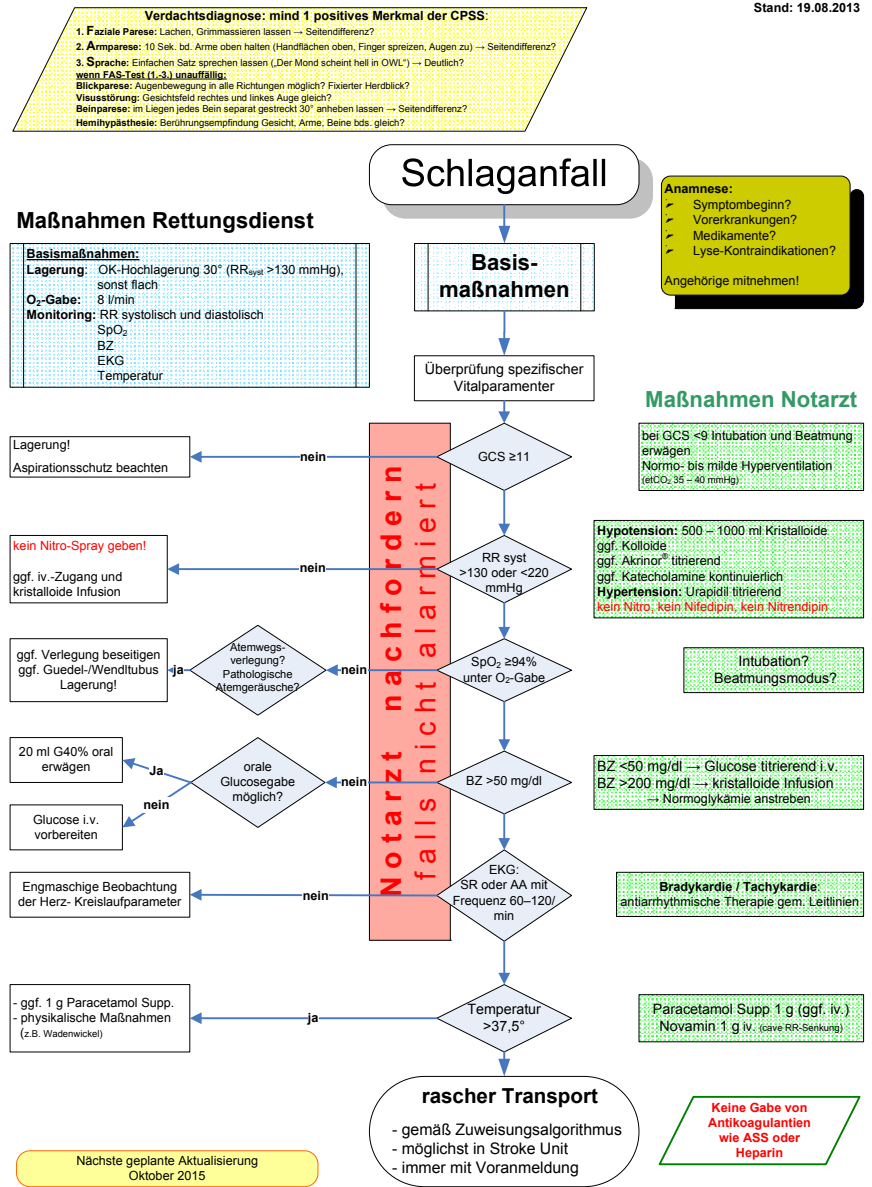 Stand: 19.08.2013
Verdachtsdiagnose: mind 1 positives Merkmal der CPSS:
1. Faziale Parese: Lachen, Grimmassieren lassen → Seitendifferenz?
2. Armparese: 10 Sek. bd. Arme oben halten (Handflächen oben, Finger spreizen, Augen zu) → Seitendifferenz?
3. Sprache: Einfachen Satz sprechen lassen („Der Mond scheint hell in OWL“) → Deutlich?
wenn FAS-Test (1.-3.) unauffällig:
Blickparese: Augenbewegung in alle Richtungen möglich? Fixierter Herdblick?
Visusstörung: Gesichtsfeld rechtes und linkes Auge gleich?
Beinparese: im Liegen jedes Bein separat gestreckt 30° anheben lassen → Seitendifferenz?
Hemihypästhesie: Berührungsempfindung Gesicht, Arme, Beine bds. gleich?
Schlaganfall
Anamnese:
➢ Symptombeginn?
➢ Vorerkrankungen?
➢ Medikamente?
➢ Lyse-Kontraindikationen?
Angehörige mitnehmen!
Maßnahmen Rettungsdienst
Basismaßnahmen:
Lagerung: OK-Hochlagerung 30° (RRsyst >130 mmHg),
sonst flach
O₂-Gabe: 8 l/min
Monitoring: RR systolisch und diastolisch
SpO₂
BZ
EKG
Temperatur
Basis-
maßnahmen
Überprüfung spezifischer
Vitalparamenter
Maßnahmen Notarzt
Notarzt nachfordern
falls nicht alarmiert
Lagerung!
Aspirationsschutz beachten
nein
GCS ≥11
bei GCS <9 Intubation und Beatmung
erwägen
Normo- bis milde Hyperventilation
(etCO₂ 35 – 40 mmHg)
kein Nitro-Spray geben!
ggf. iv.-Zugang und
kristalloide Infusion
nein
RR syst
>130 oder <220
mmHg
Hypotension: 500 – 1000 ml Kristalloide
ggf. Kolloide
ggf. Akrinor® titrierend
ggf. Katecholamine kontinuierlich
Hypertension: Urapidil titrierend
kein Nitro, kein Nifedipin, kein Nitrendipin
ggf. Verlegung beseitigen
ggf. Guedel-/Wendltubus
Lagerung!
ja
Atemwegs-
verlegung?
Pathologische
Atemgeräusche?
nein
SpO₂ ≥94%
unter O₂-Gabe
Intubation?
Beatmungsmodus?
20 ml G40% oral
erwägen
Ja
nein
Glucose i.v.
vorbereiten
orale
Glucosegabe
möglich?
nein
BZ >50 mg/dl
BZ <50 mg/dl → Glucose titrierend i.v.
BZ >200 mg/dl → kristalloide Infusion
→ Normoglykämie anstreben
Engmaschige Beobachtung
der Herz- Kreislaufparameter
nein
EKG:
SR oder AA mit
Frequenz 60–120/
min
Bradykardie / Tachykardie:
antiarrhythmische Therapie gem. Leitlinien
- ggf. 1 g Paracetamol Supp.
- physikalische Maßnahmen
(z.B. Wadenwickel)
ja
Temperatur
>37,5°
Paracetamol Supp 1 g (ggf. iv.)
Novamin 1 g iv. (cave RR-Senkung)
rascher Transport
- gemäß Zuweisungsalgorithmus
- möglichst in Stroke Unit
- immer mit Voranmeldung
Keine Gabe von
Antikoagulantien
wie ASS oder
Heparin
Nächste geplante Aktualisierung
Oktober 2015